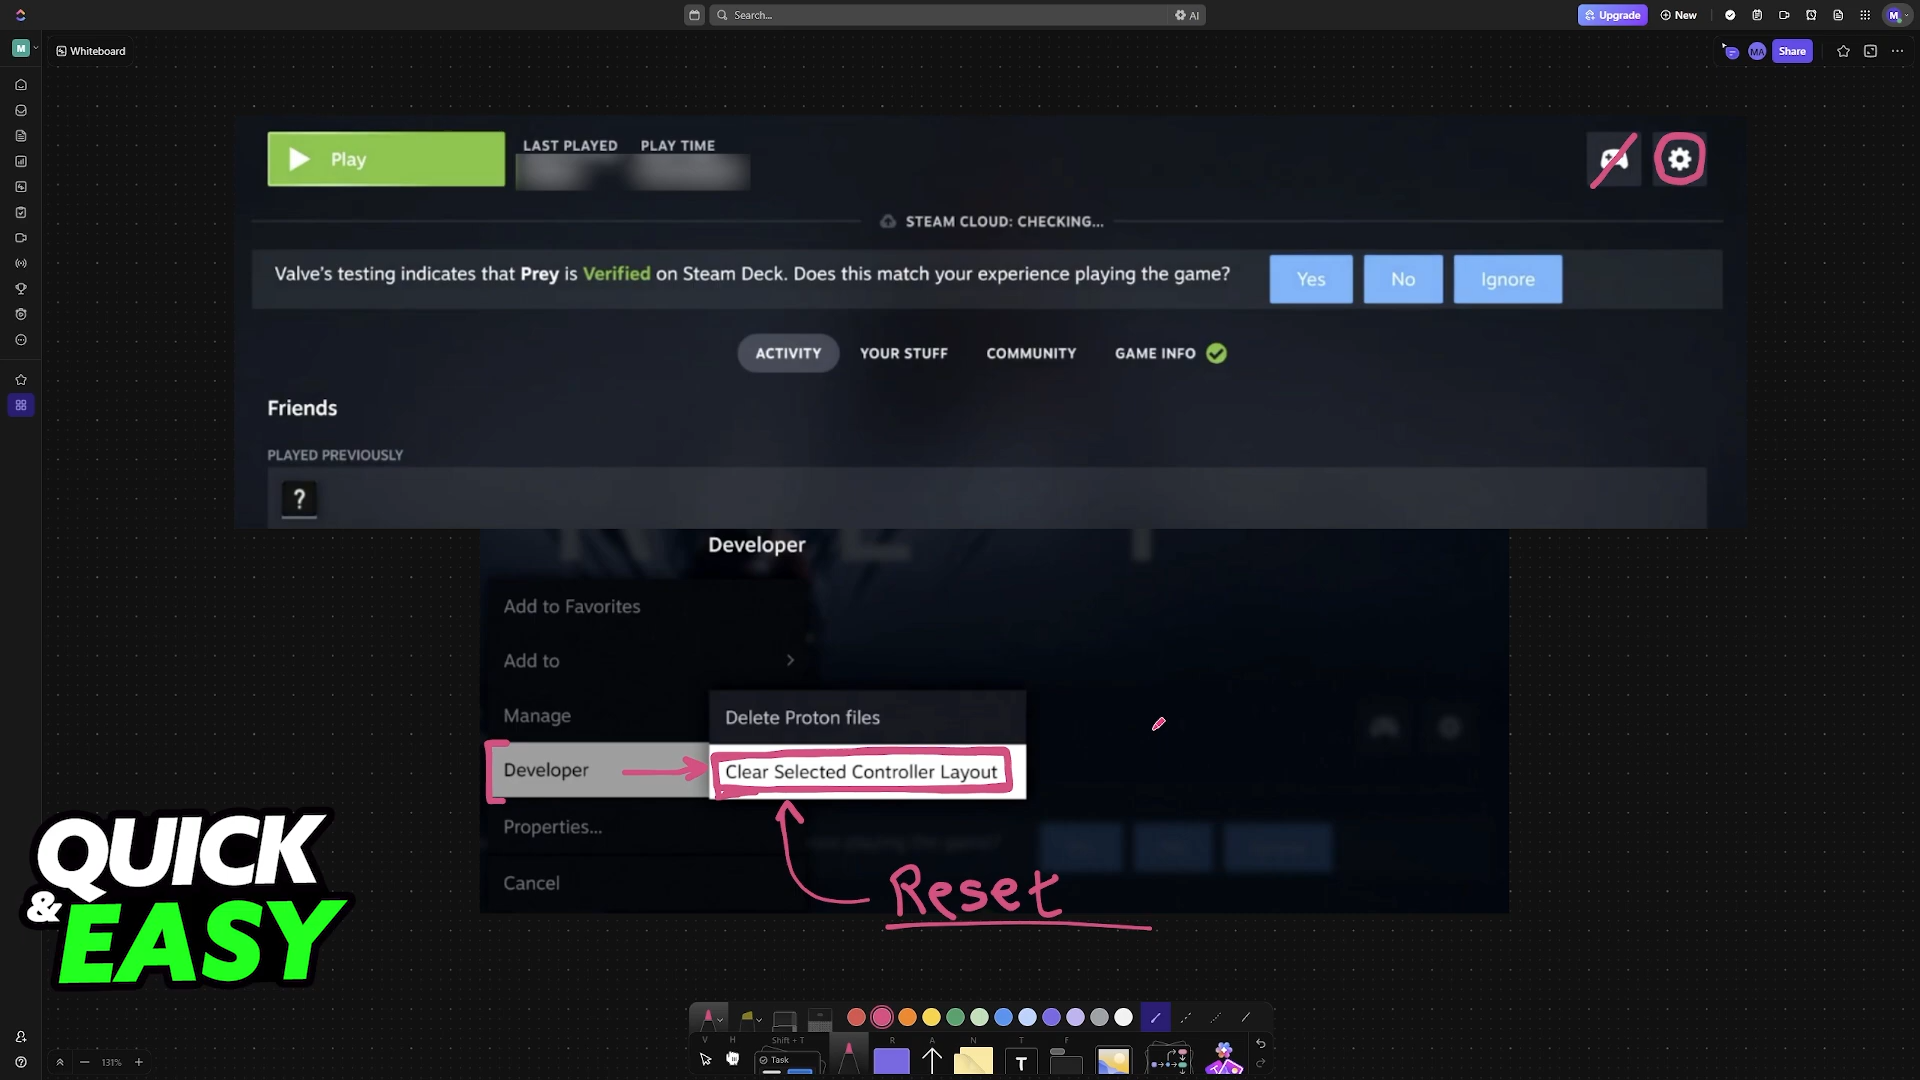 Search...
AI
Upgrade
New
M
M
Whiteboard
MA
Share
Play
LAST PLAYED
PLAY TIME
STEAM CLOUD: CHECKING...
Valve's testing indicates that Prey is Verified on Steam Deck. Does this match your experience playing the game?
Yes
No
Ignore
ACTIVITY
YOUR STUFF
COMMUNITY
GAME INFO
Friends
PLAYED PREVIOUSLY
?
Developer
Add to Favorites
Add to
Manage
Delete Proton files
Developer
Clear Selected Controller Layout
Properties...
Cancel
Reset
QUICK
& EASY
V
H
Shift + T
R
A
N
T
F
Task
T
131%